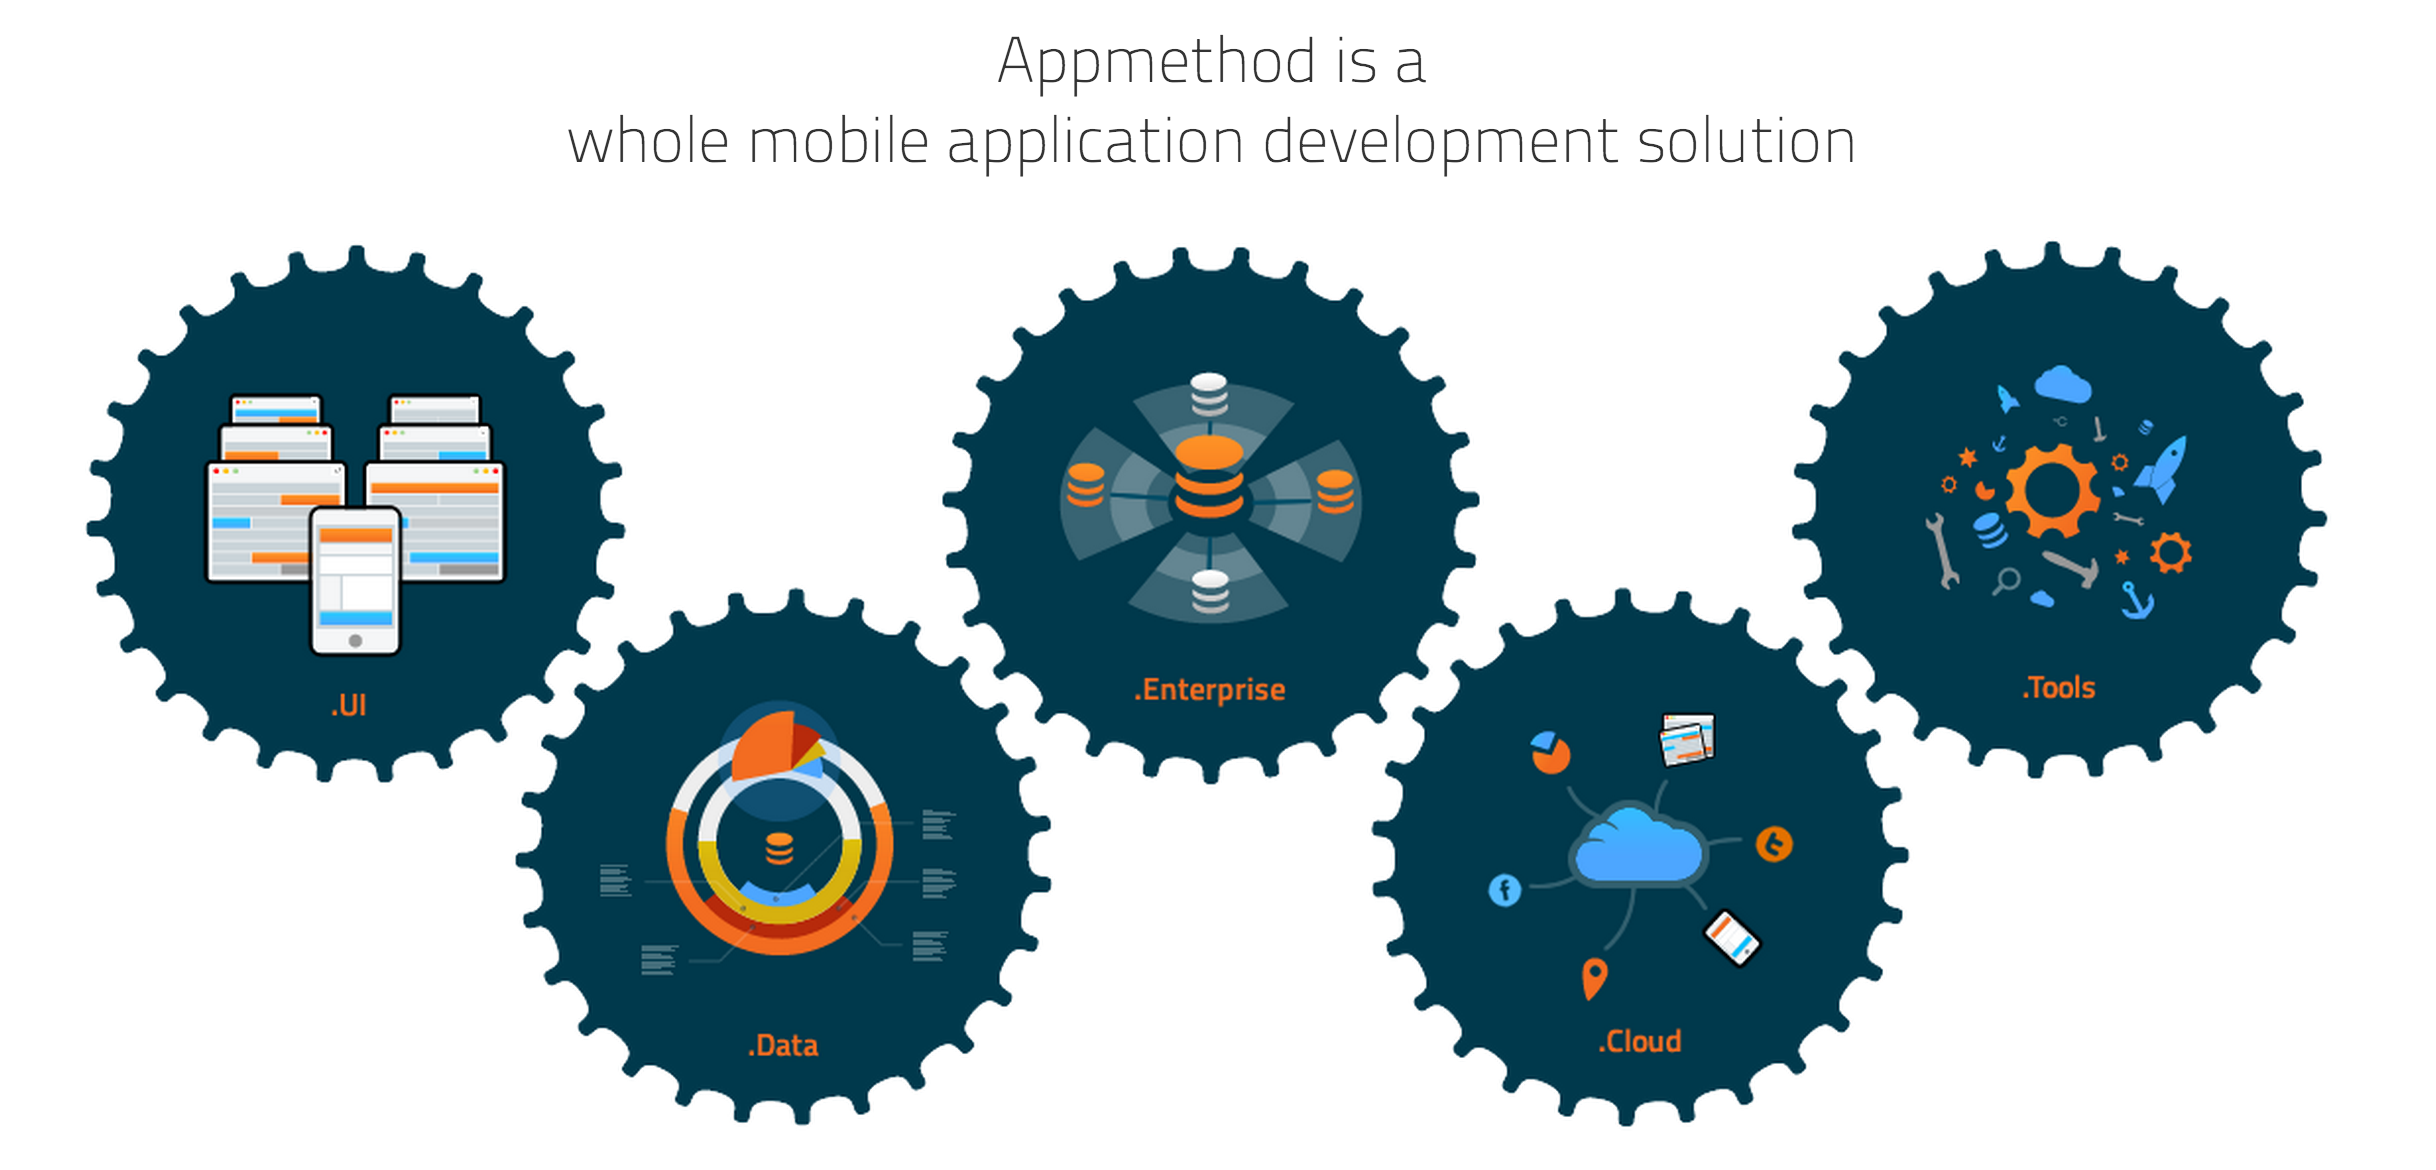 Appmethod is a
whole mobile application development solution
.UI
.Data
.Enterprise
.Cloud
.Tools